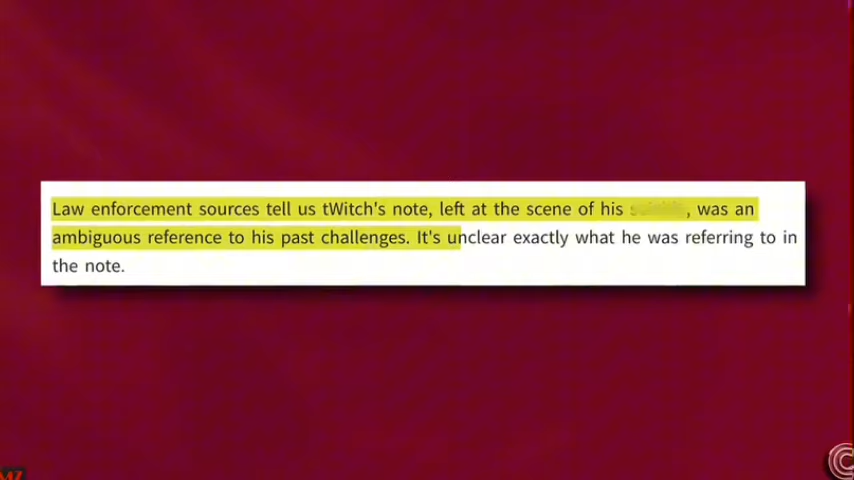 Law enforcement sources tell us tWitch's note, left at the scene of his , was an
ambiguous reference to his past challenges. It's unclear exactly what he was referring to in
the note.